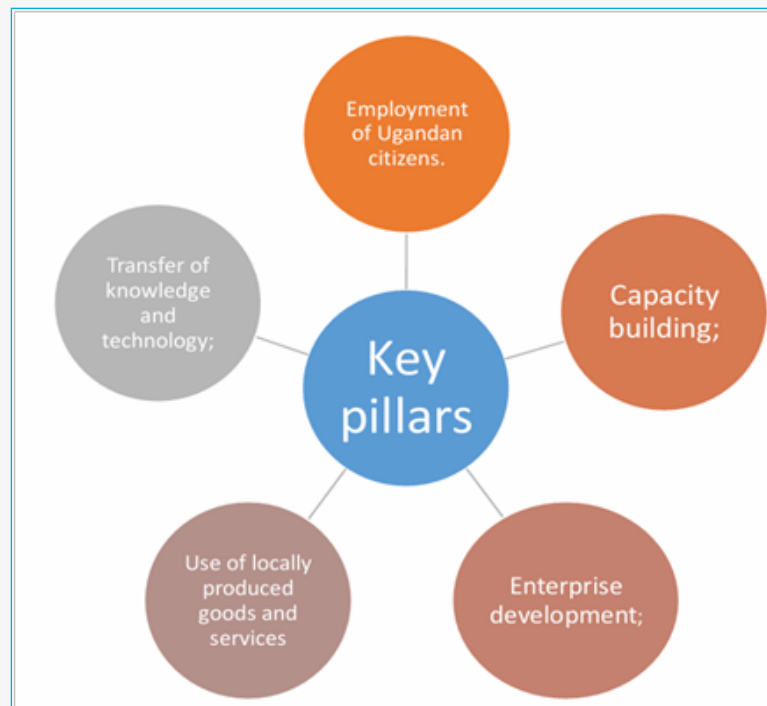 Employment
of Ugandan
citizens.
Capacity
building;
Enterprise
development;
Use of locally
produced
goods and
services
Transfer of
knowledge
and
technology;
Key
pillars